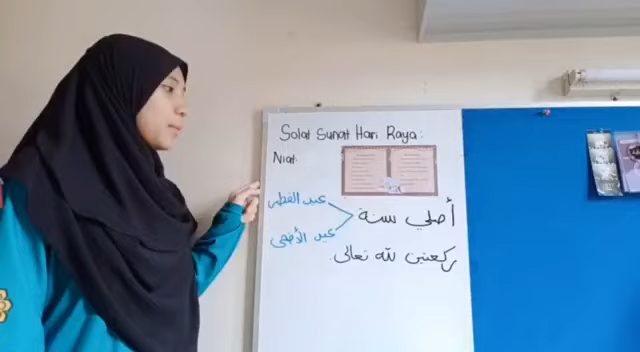 Solat Sunat Hari Raya:
Niat.
أصلي سنة
عيد الفطر
عيد الأضحى
ركعتين لله تعالى.